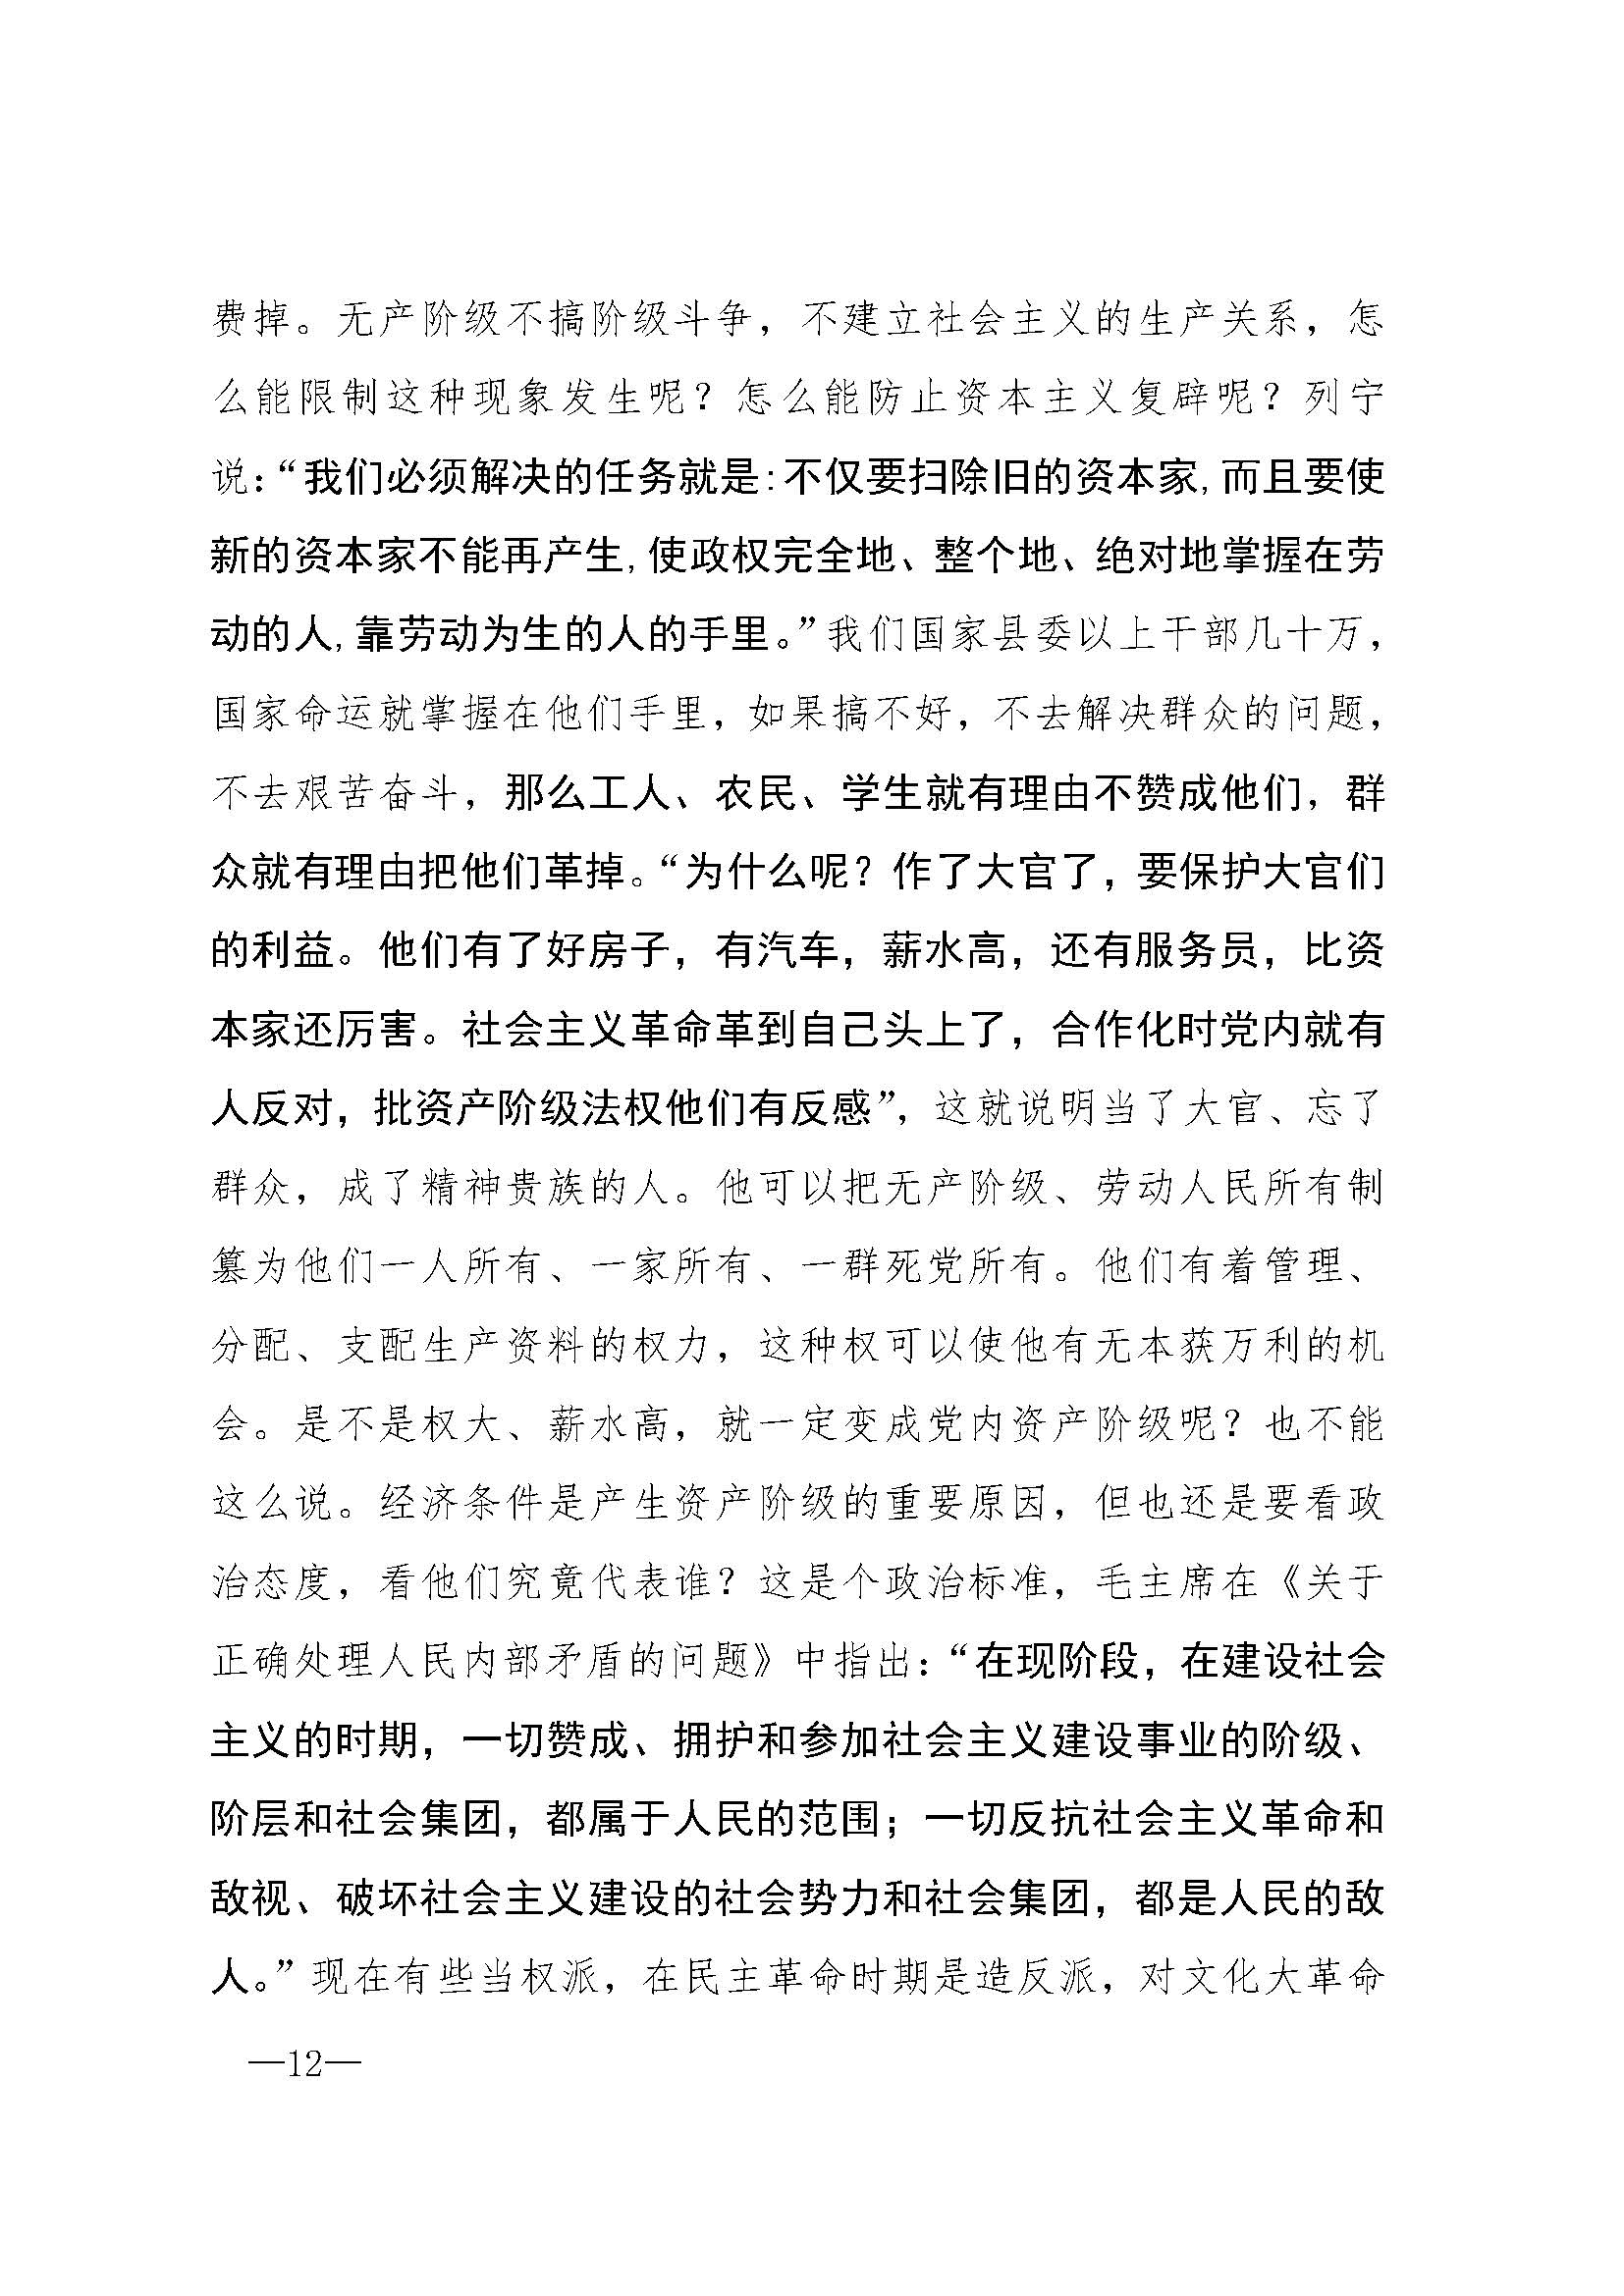 费掉。无产阶级不搞阶级斗争，不建立社会主义的生产关系，怎
么能限制这种现象发生呢？怎么能防止资本主义复辟呢？列宁
说：“我们必须解决的任务就是：不仅要扫除旧的资本家，而且要使
新的资本家不能再产生，使政权完全地、整个地、绝对地掌握在劳
动的人，靠劳动为生的人的手里。”我们国家县委以上干部几十万，
国家命运就掌握在他们手里，如果搞不好，不去解决群众的问题，
不去艰苦奋斗，那么工人、农民、学生就有理由不赞成他们，群
众就有理由把他们革掉。“为什么呢？作了大官了，要保护大官们
的利益。他们有了好房子，有汽车，薪水高，还有服务员，比资
本家还厉害。社会主义革命革到自己头上了，合作化时党内就有
人反对，批资产阶级法权他们有反感”，这就说明当了大官、忘了
群众，成了精神贵族的人。他可以把无产阶级、劳动人民所有制
篡为他们一人所有、一家所有、一群死党所有。他们有着管理、
分配、支配生产资料的权力，这种权可以使他有无本获万利的机
会。是不是权大、薪水高，就一定变成党内资产阶级呢？也不能
这么说。经济条件是产生资产阶级的重要原因，但也还是要看政
治态度，看他们究竟代表谁？这是个政治标准，毛主席在《关于
正确处理人民内部矛盾的问题》中指出：“在现阶段，在建设社会
主义的时期，一切赞成、拥护和参加社会主义建设事业的阶级、
阶层和社会集团，都属于人民的范围；一切反抗社会主义革命和
敌视、破坏社会主义建设的社会势力和社会集团，都是人民的敌
人。”现在有些当权派，在民主革命时期是造反派，对文化大革命
—12—